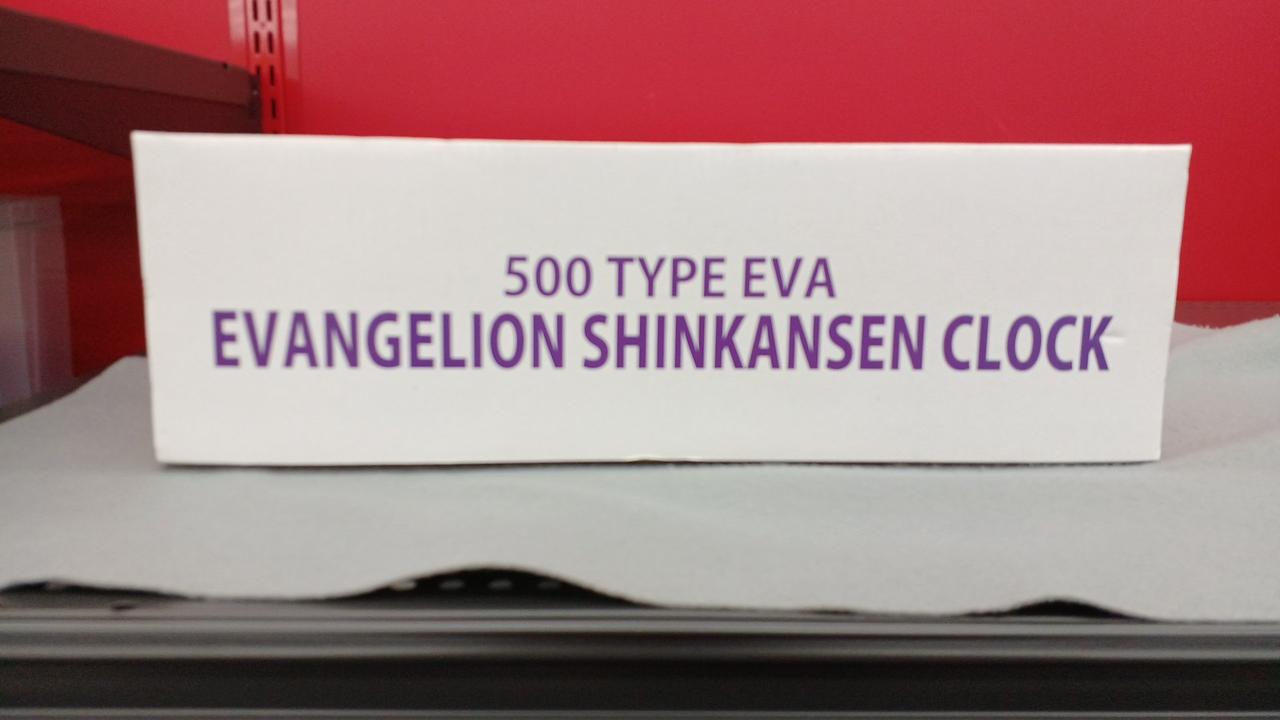 500 TYPE EVA
EVANGELION SHINKANSEN CLOCK